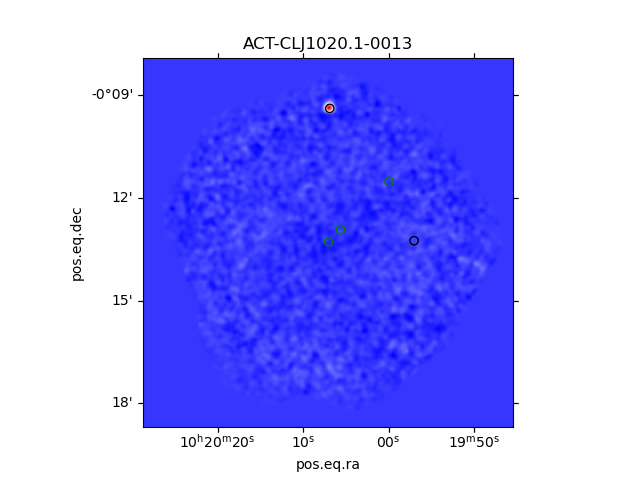 ACT-CLJ1020.1-0013
-0°09'
12'
15'
18'
pos.eq.dec
10ʰ20ᵐ20ˢ
10ˢ
00ˢ
19ᵐ50ˢ
pos.eq.ra